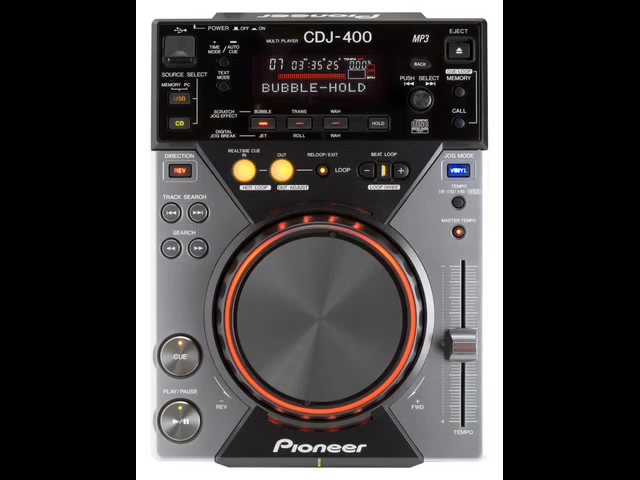 Pioneer
POWER OFF ON
MULTI PLAYER CDJ-400
MP3
EJECT
TIME MODE / AUTO CUE
TEXT MODE
07 03M35S25F 0.00%
BUBBLE-HOLD
BACK
PUSH SELECT
CUE/LOOP
MEMORY
CALL
SOURCE SELECT
MEMORY PC
USB
CD
SCRATCH JOG EFFECT
BUBBLE
TRANS
WAH
HOLD
DIGITAL JOG BREAK
JET
ROLL
WAH
DIRECTION
REV
REALTIME CUE
IN
OUT
HOT LOOP
OUT ADJUST
RELOOP/EXIT
LOOP
BEAT LOOP
- +
LOOP DIVIDE
JOG MODE
VINYL
TEMPO
MASTER TEMPO
TRACK SEARCH
SEARCH
CUE
PLAY/PAUSE
- REV
+ FWD
TEMPO
Pioneer